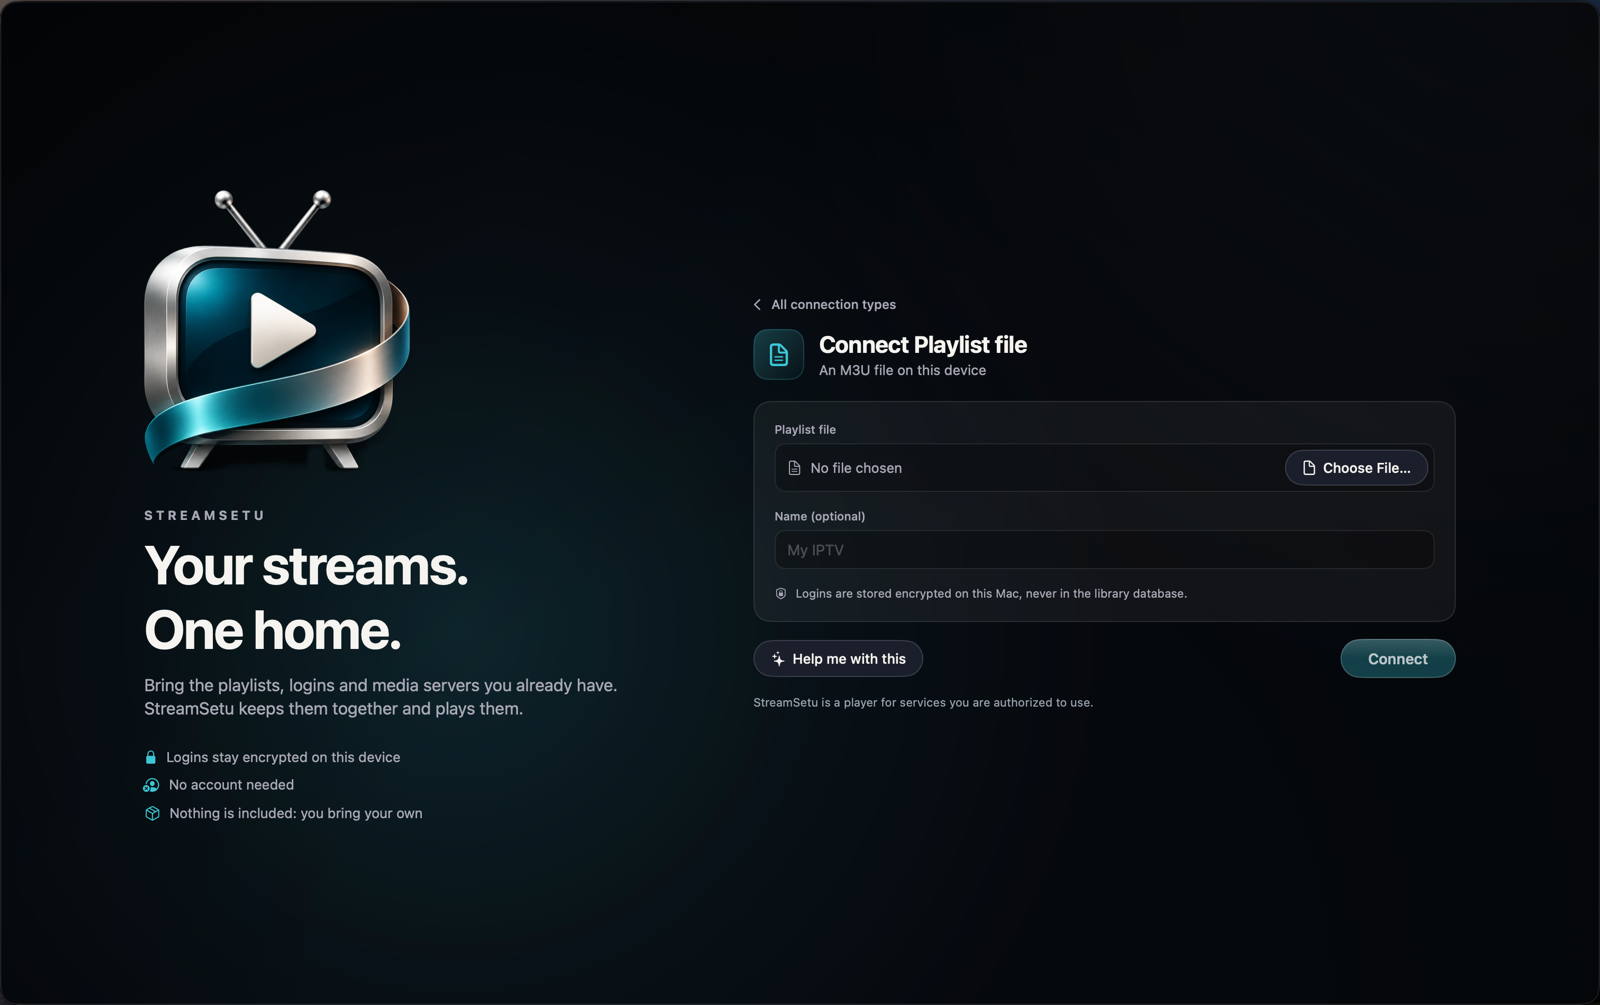 STREAMSETU
Your streams.
One home.
Bring the playlists, logins and media servers you already have.
StreamSetu keeps them together and plays them.
Logins stay encrypted on this device
No account needed
Nothing is included: you bring your own
All connection types
Connect Playlist file
An M3U file on this device
Playlist file
No file chosen
Choose File...
Name (optional)
My IPTV
Logins are stored encrypted on this Mac, never in the library database.
Help me with this
Connect
StreamSetu is a player for services you are authorized to use.